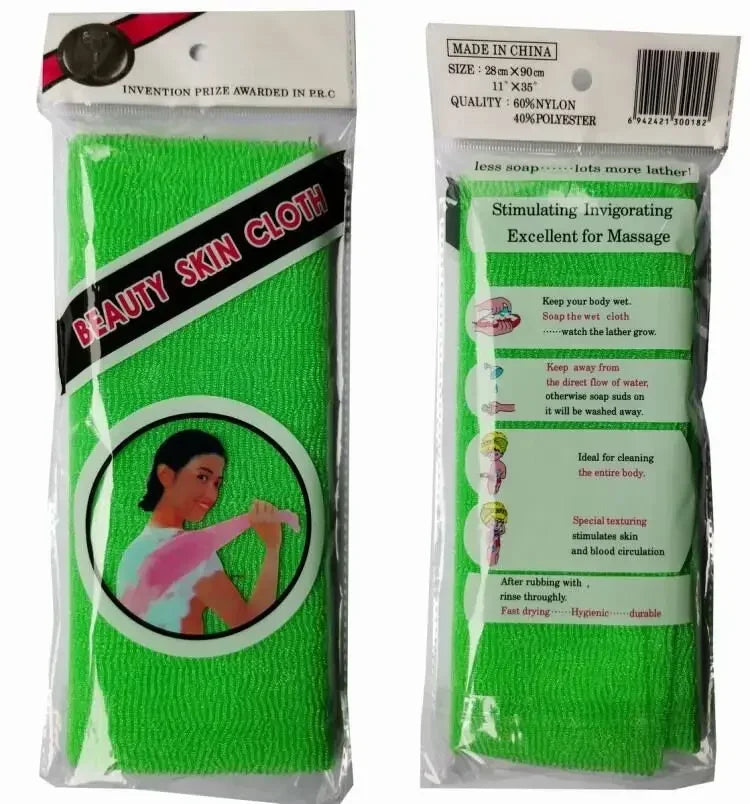 INVENTION PRIZE AWARDED IN P.R.C
BEAUTY SKIN CLOTH
MADE IN CHINA
SIZE : 28cm×90cm
11"×35"
QUALITY : 60%NYLON
40%POLYESTER
6 942421 300182
less soap······lots more lather!
Stimulating Invigorating
Excellent for Massage
Keep your body wet.
Soap the wet cloth
······watch the lather grow.
Keep away from
the direct flow of water,
otherwise soap suds on
it will be washed away.
Ideal for cleaning
the entire body.
Special texturing
stimulates skin
and blood circulation
After rubbing with ,
rinse throughly.
Fast drying······Hygienic······durable